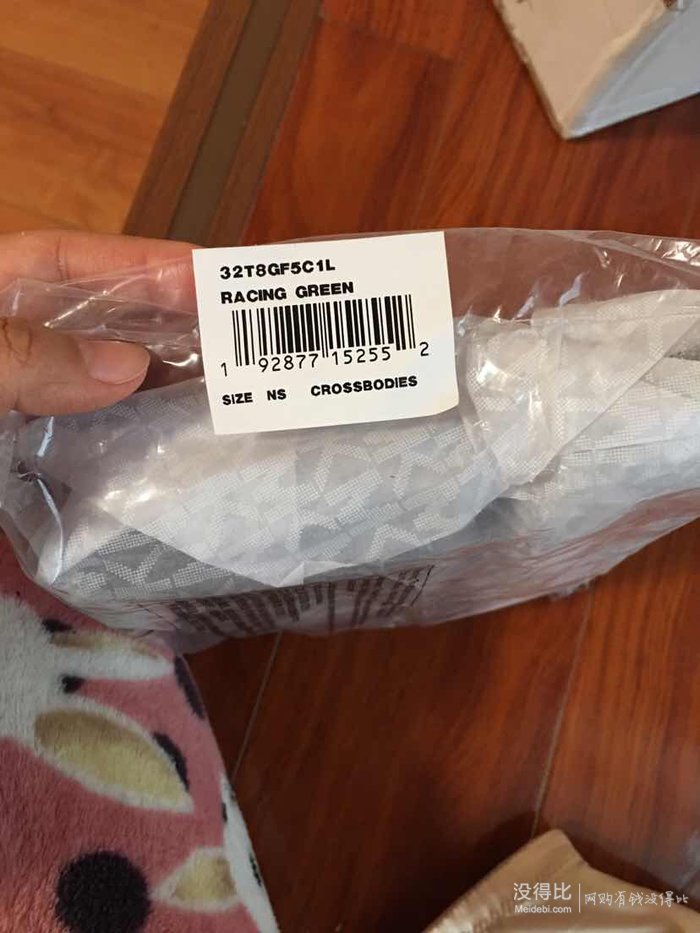 32T8GF5C1L
RACING GREEN
1 92877 15255 2
SIZE NS CROSSBODIES
没得比 网购有钱没得比
Meidebi.com